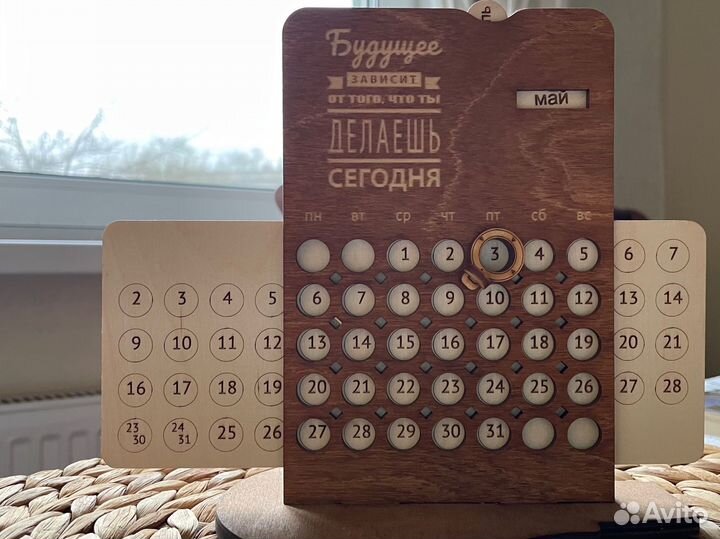 Будущее
ЗАВИСИТ
ОТ ТОГО, ЧТО ТЫ
ДЕЛАЕШЬ
СЕГОДНЯ
май
пн вт ср чт пт сб вс
1 2 3 4 5 6 7
2 3 4 5 6 7 8 9 10 11 12 13 14
9 10 11 12 13 14 15 16 17 18 19 20 21
16 17 18 19 20 21 22 23 24 25 26 27 28
23 30 24 31 25 26 27 28 29 30 31
Avito